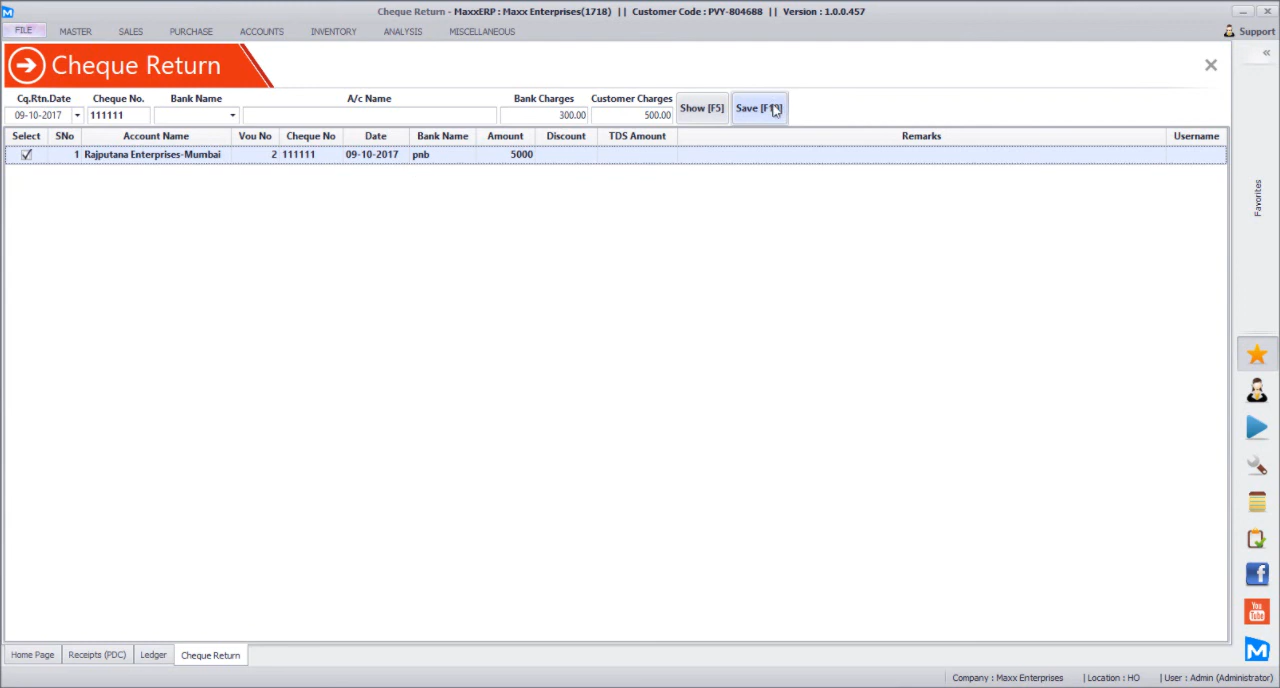 Cheque Return - MaxxERP : Maxx Enterprises(1718) || Customer Code : PVY-804688 || Version : 1.0.0.457
FILE MASTER SALES PURCHASE ACCOUNTS INVENTORY ANALYSIS MISCELLANEOUS Support
Cheque Return
Cq.Rtn.Date Cheque No. Bank Name A/c Name Bank Charges Customer Charges Show [F5] Save
09-10-2017 111111 300.00 500.00
Select SNo Account Name Vou No Cheque No Date Bank Name Amount Discount TDS Amount Remarks Username
1 Rajputana Enterprises-Mumbai 2 111111 09-10-2017 pnb 5000
Favorites
You Tube
Home Page Receipts (PDC) Ledger Cheque Return
Company : Maxx Enterprises | Location : HO | User : Admin (Administrator)